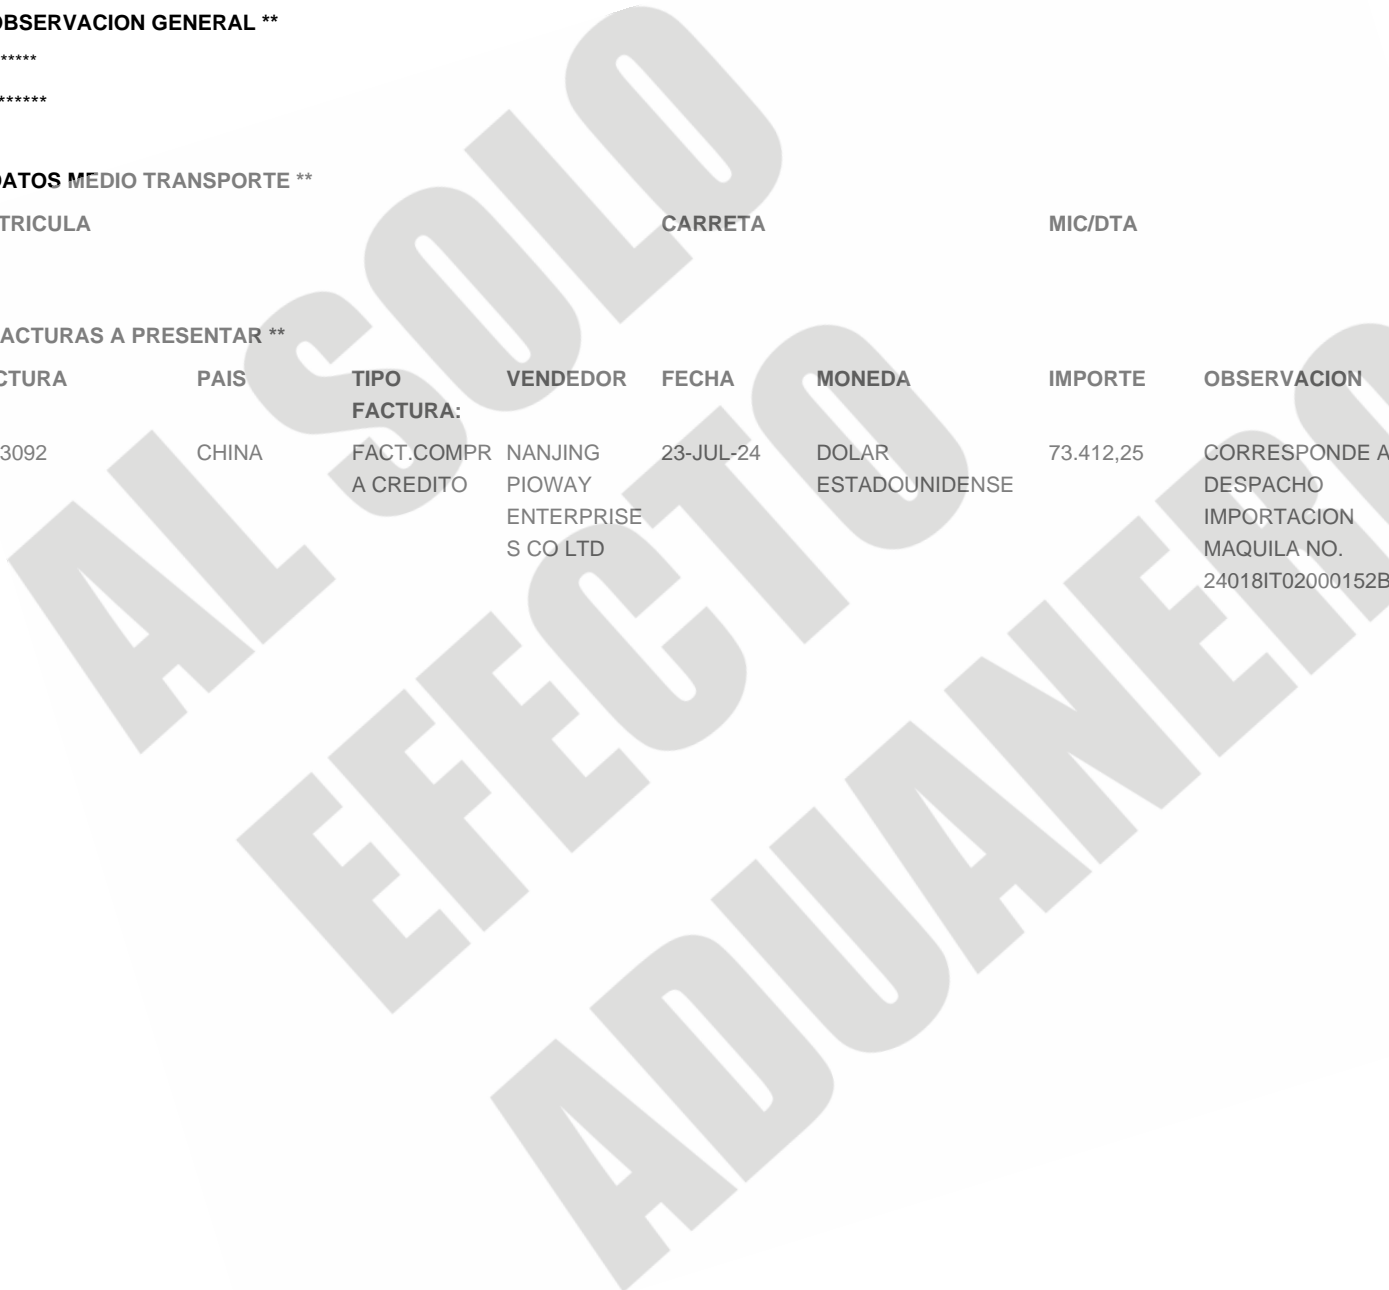 OBSERVACION GENERAL **
*****
******
DATOS MEDIO TRANSPORTE **
TRICULA CARRETA MIC/DTA
ACTURAS A PRESENTAR **
CTURA PAIS TIPO VENDEDOR FECHA MONEDA IMPORTE OBSERVACION
FACTURA:
3092 CHINA FACT.COMPR NANJING 23-JUL-24 DOLAR 73.412,25 CORRESPONDE A
A CREDITO PIOWAY ESTADOUNIDENSE DESPACHO
ENTERPRISE IMPORTACION
S CO LTD MAQUILA NO.
24018IT02000152B
AL SOLO
EFECTO
ADUANERO